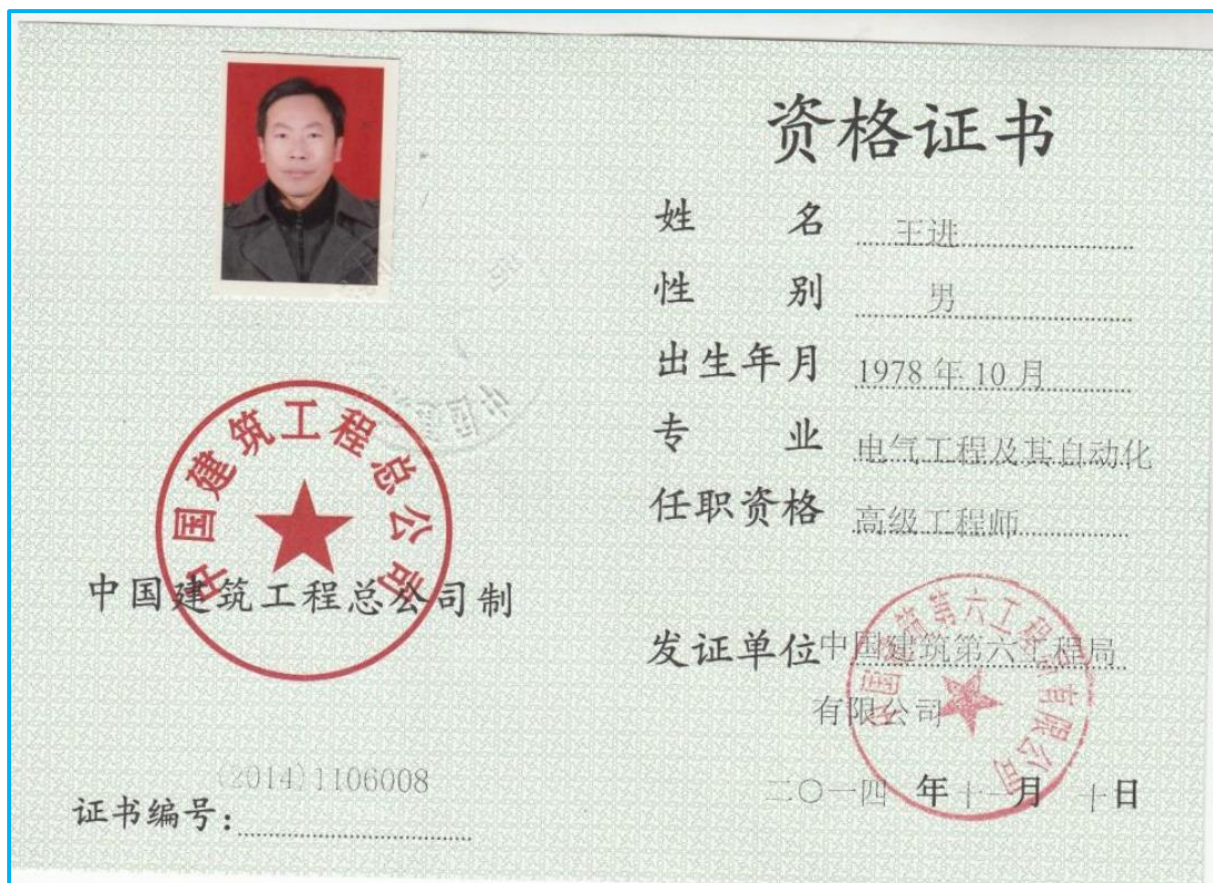 资格证书
姓 名 王进
性 别 男
出生年月 1978年10月
专 业 电气工程及其自动化
任职资格 高级工程师
发证单位 中国建筑第六工程局
有限公司
二〇一四 年 十一 月 十 日
中国建筑第六工程局有限公司
中国建筑工程总公司
中国建筑工程总公司制
(2014)1106008
证书编号：